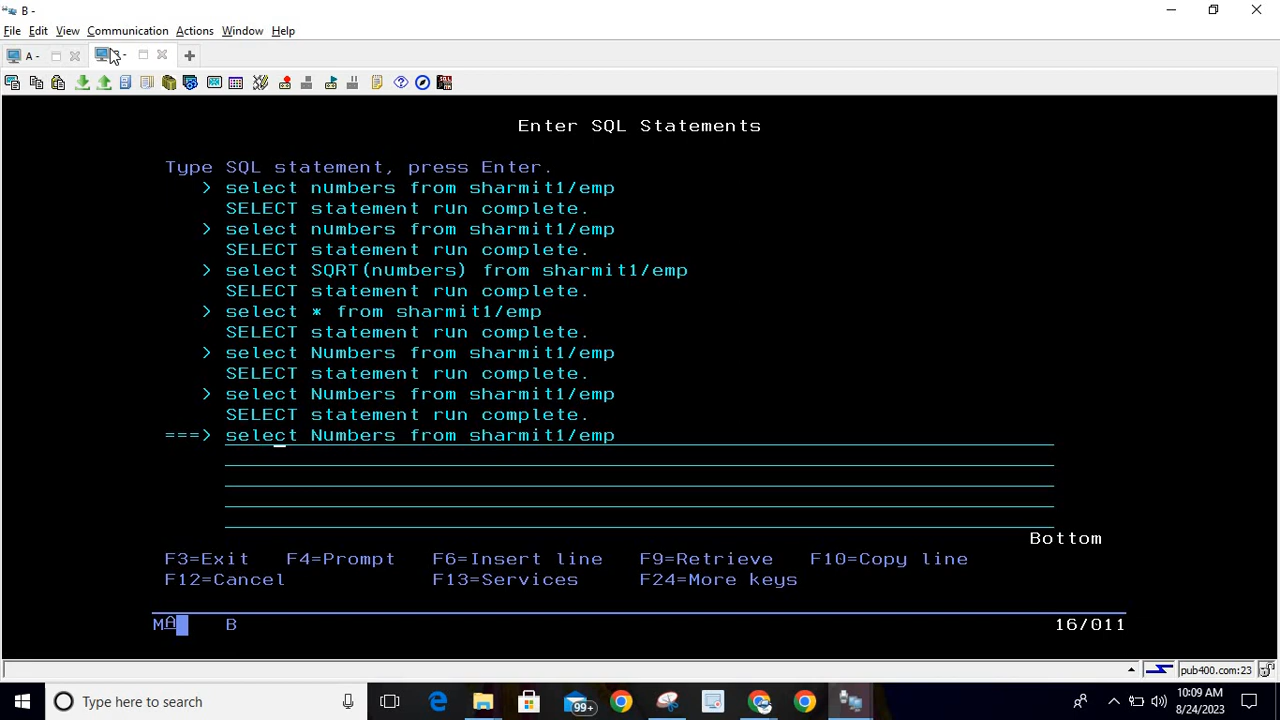 B -
File Edit View Communication Actions Window Help
A -
Enter SQL Statements
Type SQL statement, press Enter.
> select numbers from sharmit1/emp
SELECT statement run complete.
> select numbers from sharmit1/emp
SELECT statement run complete.
> select SQRT(numbers) from sharmit1/emp
SELECT statement run complete.
> select * from sharmit1/emp
SELECT statement run complete.
> select Numbers from sharmit1/emp
SELECT statement run complete.
> select Numbers from sharmit1/emp
SELECT statement run complete.
===> select Numbers from sharmit1/emp
Bottom
F3=Exit F4=Prompt F6=Insert line F9=Retrieve F10=Copy line
F12=Cancel F13=Services F24=More keys
MA B 16/011
pub400.com:23
Type here to search 99+ 10:09 AM
8/24/2023